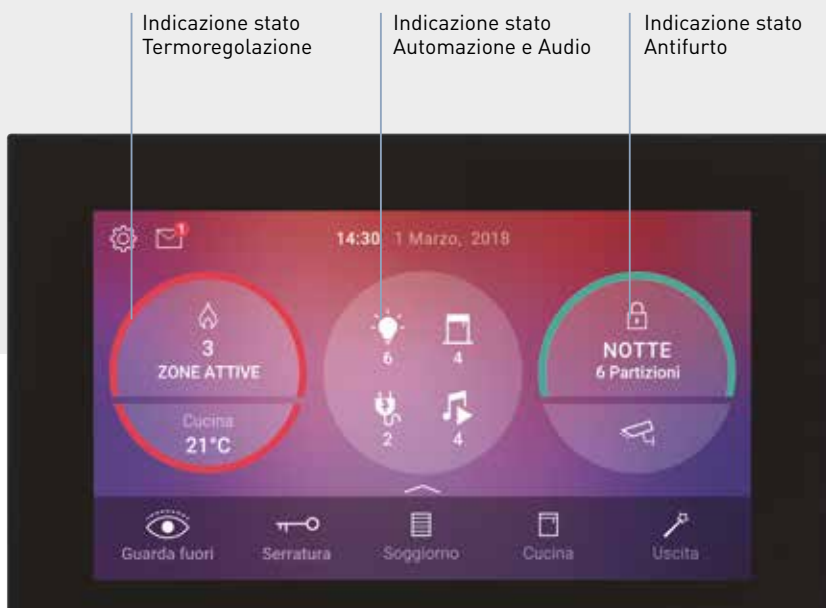 Indicazione stato
Termoregolazione
Indicazione stato
Automazione e Audio
Indicazione stato
Antifurto
1
14:30 1 Marzo, 2018
3
ZONE ATTIVE
Cucina
21°C
6
4
2
4
NOTTE
6 Partizioni
Guarda fuori
Serratura
Soggiorno
Cucina
Uscita